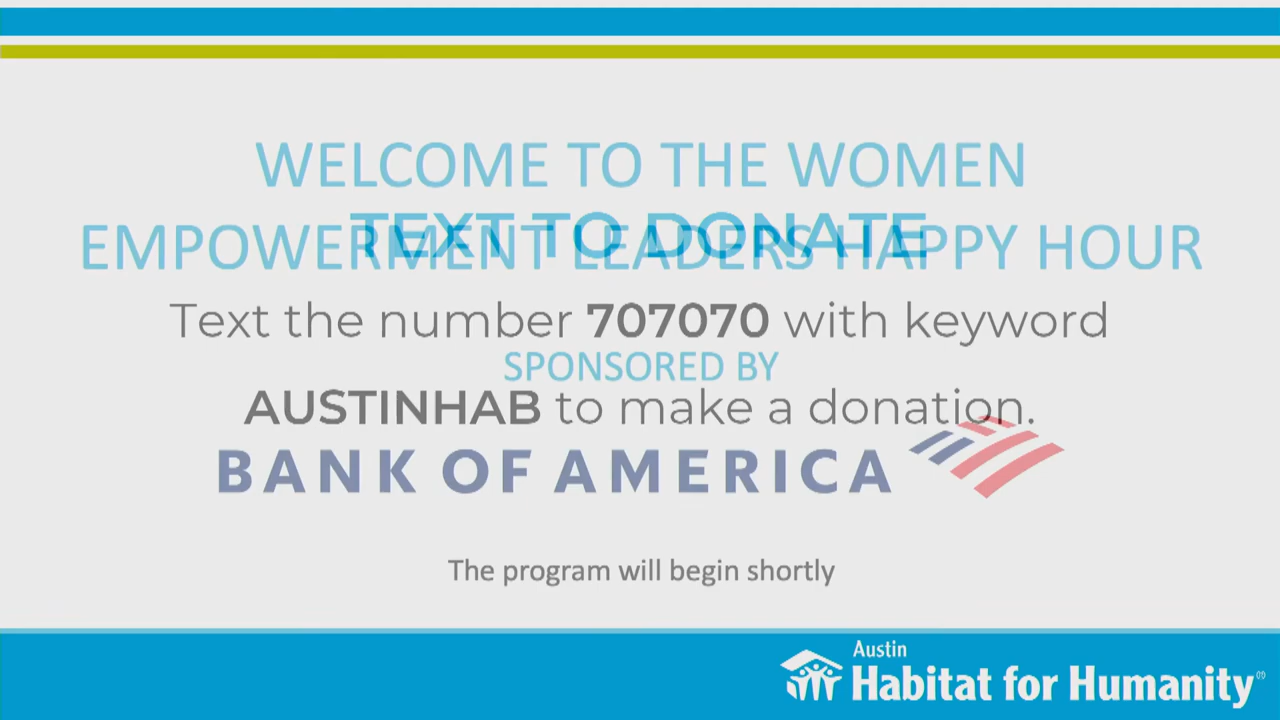 WELCOME TO THE WOMEN
TEXT TO DONATE
EMPOWERMENT LEADERS HAPPY HOUR
Text the number 707070 with keyword
SPONSORED BY
AUSTINHAB to make a donation.
BANK OF AMERICA
The program will begin shortly
Austin
Habitat for Humanity®